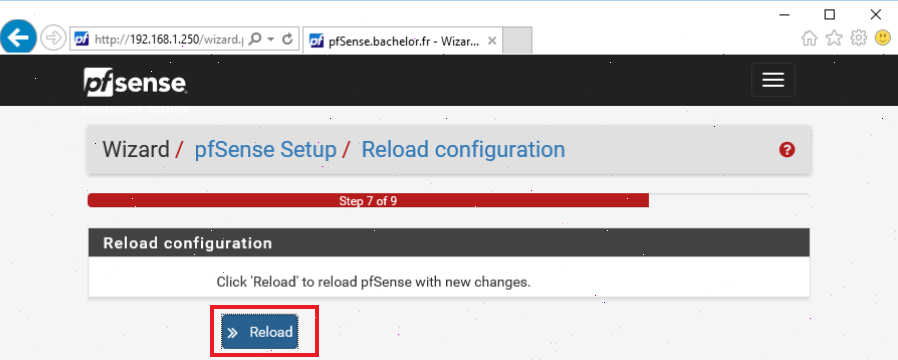 http://192.168.1.250/wizard.
pfSense.bachelor.fr - Wizar...
pfsense
Wizard / pfSense Setup / Reload configuration
Step 7 of 9
Reload configuration
Click 'Reload' to reload pfSense with new changes.
Reload